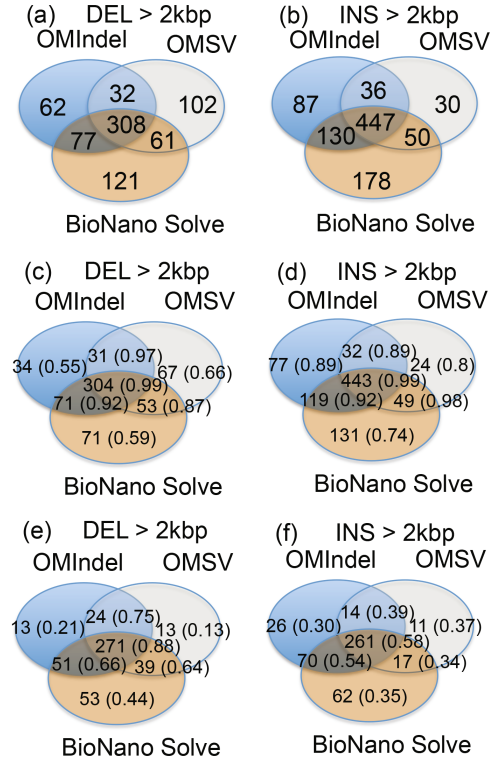 (a) DEL > 2kbp
OMIndel OMSV
62 32 102
308
77 61
121
BioNano Solve
(b) INS > 2kbp
OMIndel OMSV
87 36 30
447
130 50
178
BioNano Solve
(c) DEL > 2kbp
OMIndel OMSV
31 (0.97)
34 (0.55) 67 (0.66)
304 (0.99)
71 (0.92) 53 (0.87)
71 (0.59)
BioNano Solve
(d) INS > 2kbp
OMIndel OMSV
32 (0.89)
77 (0.89) 24 (0.8)
443 (0.99)
119 (0.92) 49 (0.98)
131 (0.74)
BioNano Solve
(e) DEL > 2kbp
OMIndel OMSV
24 (0.75)
13 (0.21) 13 (0.13)
271 (0.88)
51 (0.66) 39 (0.64)
53 (0.44)
BioNano Solve
(f) INS > 2kbp
OMIndel OMSV
14 (0.39)
26 (0.30) 11 (0.37)
261 (0.58)
70 (0.54) 17 (0.34)
62 (0.35)
BioNano Solve